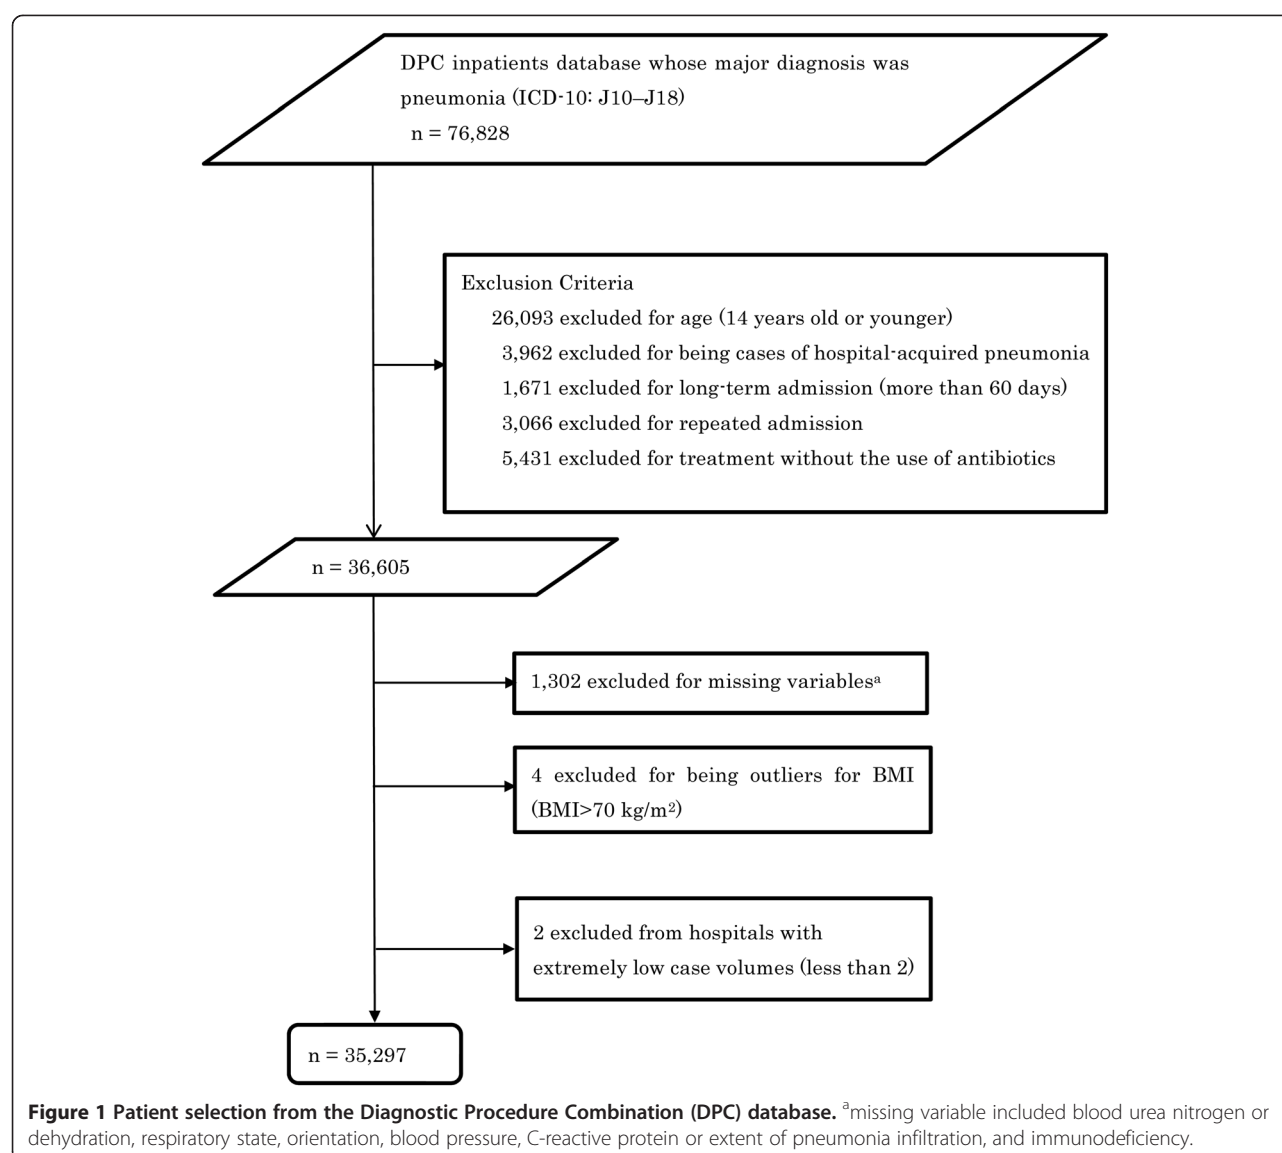 DPC inpatients database whose major diagnosis was
pneumonia (ICD-10: J10–J18)
n = 76,828
Exclusion Criteria
26,093 excluded for age (14 years old or younger)
3,962 excluded for being cases of hospital-acquired pneumonia
1,671 excluded for long-term admission (more than 60 days)
3,066 excluded for repeated admission
5,431 excluded for treatment without the use of antibiotics
n = 36,605
1,302 excluded for missing variablesᵃ
4 excluded for being outliers for BMI
(BMI>70 kg/m²)
2 excluded from hospitals with
extremely low case volumes (less than 2)
n = 35,297
Figure 1 Patient selection from the Diagnostic Procedure Combination (DPC) database. ᵃmissing variable included blood urea nitrogen or
dehydration, respiratory state, orientation, blood pressure, C-reactive protein or extent of pneumonia infiltration, and immunodeficiency.